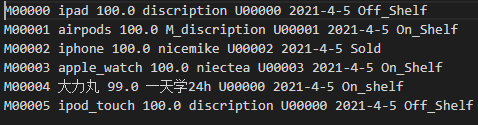 M00000 ipad 100.0 discription U00000 2021-4-5 Off_Shelf
M00001 airpods 100.0 M_discription U00001 2021-4-5 On_Shelf
M00002 iphone 100.0 nicemike U00002 2021-4-5 Sold
M00003 apple_watch 100.0 niectea U00003 2021-4-5 On_Shelf
M00004 大力丸 99.0 一天学24h U00000 2021-4-5 On_shelf
M00005 ipod_touch 100.0 discription U00000 2021-4-5 Off_Shelf